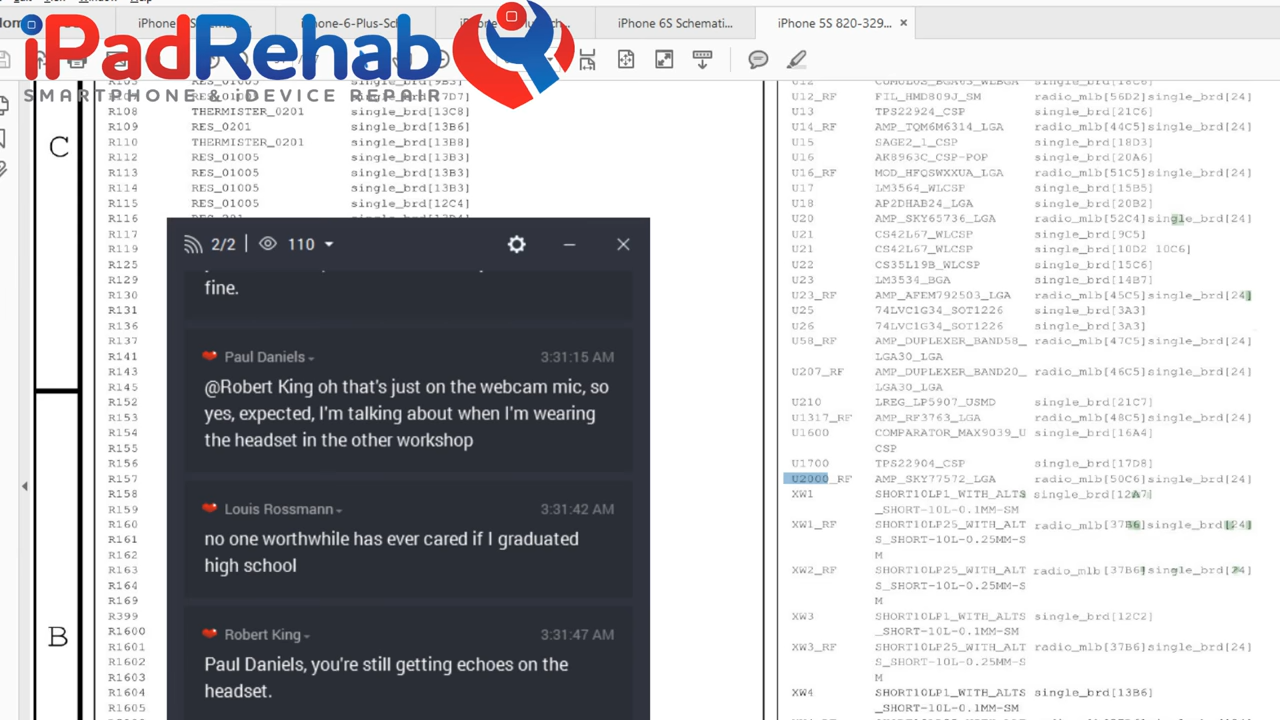 iPhone 5S 820-329...
iPhone 6S Schemati...
iPadRehab
SMARTPHONE & iDEVICE REPAIR
C
B
R108 THERMISTER_0201 single_brd[13C8]
R109 RES_0201 single_brd[13B6]
R110 THERMISTER_0201 single_brd[13B8]
R112 RES_01005 single_brd[13B3]
R113 RES_01005 single_brd[13B3]
R114 RES_01005 single_brd[13B3]
R115 RES_01005 single_brd[12C4]
R116
R117
R119
R125
R129
R130
R131
R136
R137
R141
R143
R145
R152
R153
R154
R155
R156
R157
R158
R159
R160
R161
R162
R163
R164
R169
R399
R1600
R1601
R1602
R1603
R1604
R1605
2/2 110
fine.
Paul Daniels 3:31:15 AM
@Robert King oh that's just on the webcam mic, so
yes, expected, I'm talking about when I'm wearing
the headset in the other workshop
Louis Rossmann 3:31:42 AM
no one worthwhile has ever cared if I graduated
high school
Robert King 3:31:47 AM
Paul Daniels, you're still getting echoes on the
headset.
U12_RF FIL_HMD809J_SM radio_mlb[56D2]single_brd[24]
U13 TPS22924_CSP single_brd[21C6]
U14_RF AMP_TQM6M6314_LGA radio_mlb[44C5]single_brd[24]
U15 SAGE2_1_CSP single_brd[18D3]
U16 AK8963C_CSP-POP single_brd[20A6]
U16_RF MOD_HFQSWXXUA_LGA radio_mlb[51C5]single_brd[24]
U17 LM3564_WLCSP single_brd[15B5]
U18 AP2DHAB24_LGA single_brd[20B2]
U20 AMP_SKY65736_LGA radio_mlb[52C4]single_brd[24]
U21 CS42L67_WLCSP single_brd[9C5]
U21 CS42L67_WLCSP single_brd[10D2 10C6]
U22 CS35L19B_WLCSP single_brd[15C6]
U23 LM3534_BGA single_brd[14B7]
U23_RF AMP_AFEM792503_LGA radio_mlb[45C5]single_brd[24]
U25 74LVC1G34_SOT1226 single_brd[3A3]
U26 74LVC1G34_SOT1226 single_brd[3A3]
U58_RF AMP_DUPLEXER_BAND58_ radio_mlb[47C5]single_brd[24]
LGA30_LGA
U207_RF AMP_DUPLEXER_BAND20_ radio_mlb[46C5]single_brd[24]
LGA30_LGA
U210 LREG_LP5907_USMD single_brd[21C7]
U1317_RF AMP_RF3763_LGA radio_mlb[48C5]single_brd[24]
U1600 COMPARATOR_MAX9039_U single_brd[16A4]
CSP
U1700 TPS22904_CSP single_brd[17D8]
U2000_RF AMP_SKY77572_LGA radio_mlb[50C6]single_brd[24]
XW1 SHORT10LP1_WITH_ALTS single_brd[12A7]
_SHORT-10L-0.1MM-SM
XW1_RF SHORT10LP25_WITH_ALT radio_mlb[37B6]single_brd[24]
S_SHORT-10L-0.25MM-S
M
XW2_RF SHORT10LP25_WITH_ALT radio_mlb[37B6]single_brd[24]
S_SHORT-10L-0.25MM-S
M
XW3 SHORT10LP1_WITH_ALTS single_brd[12C2]
_SHORT-10L-0.1MM-SM
XW3_RF SHORT10LP25_WITH_ALT radio_mlb[37B6]single_brd[24]
S_SHORT-10L-0.25MM-S
M
XW4 SHORT10LP1_WITH_ALTS single_brd[13B6]
_SHORT-10L-0.1MM-SM